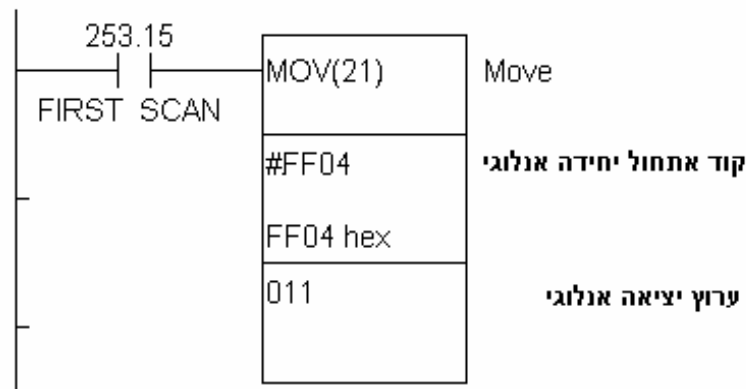 253.15
FIRST SCAN
MOV(21) Move
#FF04 קוד אתחול יחידה אנלוגי
FF04 hex
011 ערוץ יציאה אנלוגי